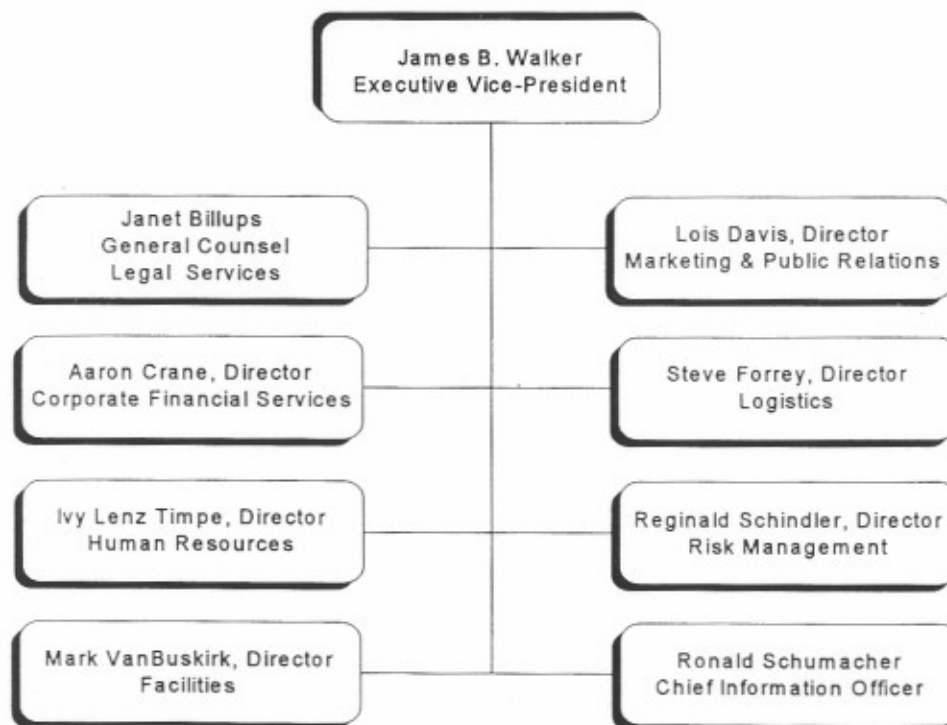 James B. Walker
Executive Vice-President
Janet Billups
General Counsel
Legal Services
Lois Davis, Director
Marketing & Public Relations
Aaron Crane, Director
Corporate Financial Services
Steve Forrey, Director
Logistics
Ivy Lenz Timpe, Director
Human Resources
Reginald Schindler, Director
Risk Management
Mark VanBuskirk, Director
Facilities
Ronald Schumacher
Chief Information Officer